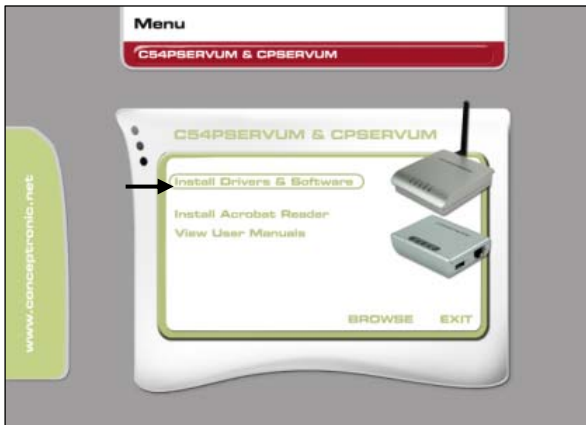 Menu
C54PSERVUM & CPSERVUM
C54PSERVUM & CPSERVUM
Install Drivers & Software
Install Acrobat Reader
View User Manuals
BROWSE EXIT
www.conceptronic.net